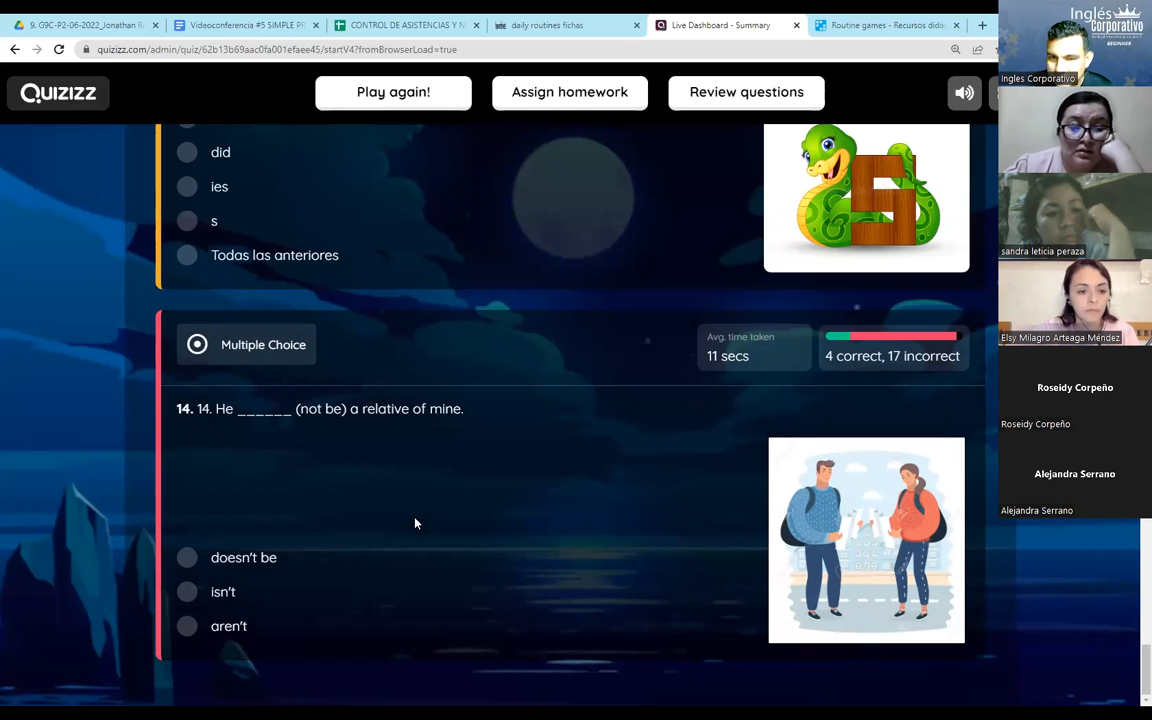 9. G9C-P2-06-2022_Jonathan R
Videoconferencia #5 SIMPLE PR
CONTROL DE ASISTENCIAS Y N
daily routines fichas
Live Dashboard - Summary
Routine games - Recursos didá
quizizz.com/admin/quiz/62b13b69aac0fa001efaee45/startV4?fromBrowserLoad=true
Quizizz
Play again!
Assign homework
Review questions
did
ies
s
Todas las anteriores
Multiple Choice
Avg. time taken
11 secs
4 correct, 17 incorrect
14. 14. He ______ (not be) a relative of mine.
doesn't be
isn't
aren't
Inglés
Corporativo
BEGINNER
Ingles Corporativo
sandra leticia peraza
Elsy Milagro Arteaga Méndez
Roseidy Corpeño
Roseidy Corpeño
Alejandra Serrano
Alejandra Serrano